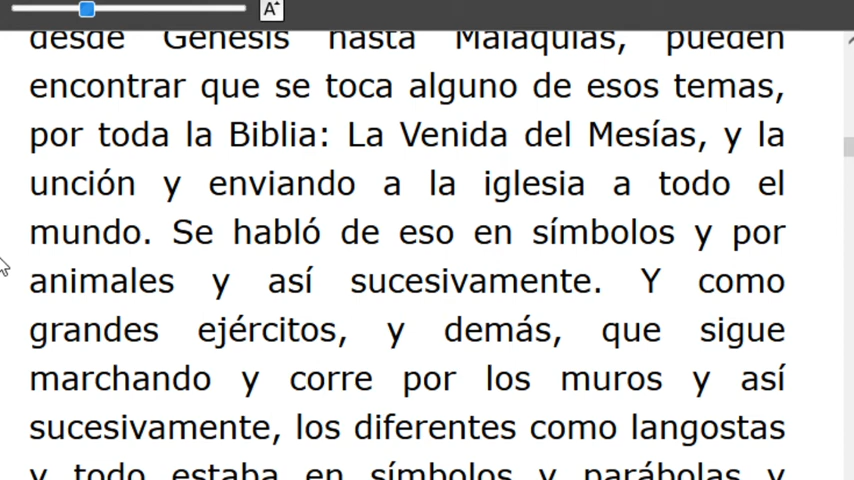 A
desde Génesis hasta Malaquías, pueden
encontrar que se toca alguno de esos temas,
por toda la Biblia: La Venida del Mesías, y la
unción y enviando a la iglesia a todo el
mundo. Se habló de eso en símbolos y por
animales y así sucesivamente. Y como
grandes ejércitos, y demás, que sigue
marchando y corre por los muros y así
sucesivamente, los diferentes como langostas
y todo estaba en símbolos y parábolas y